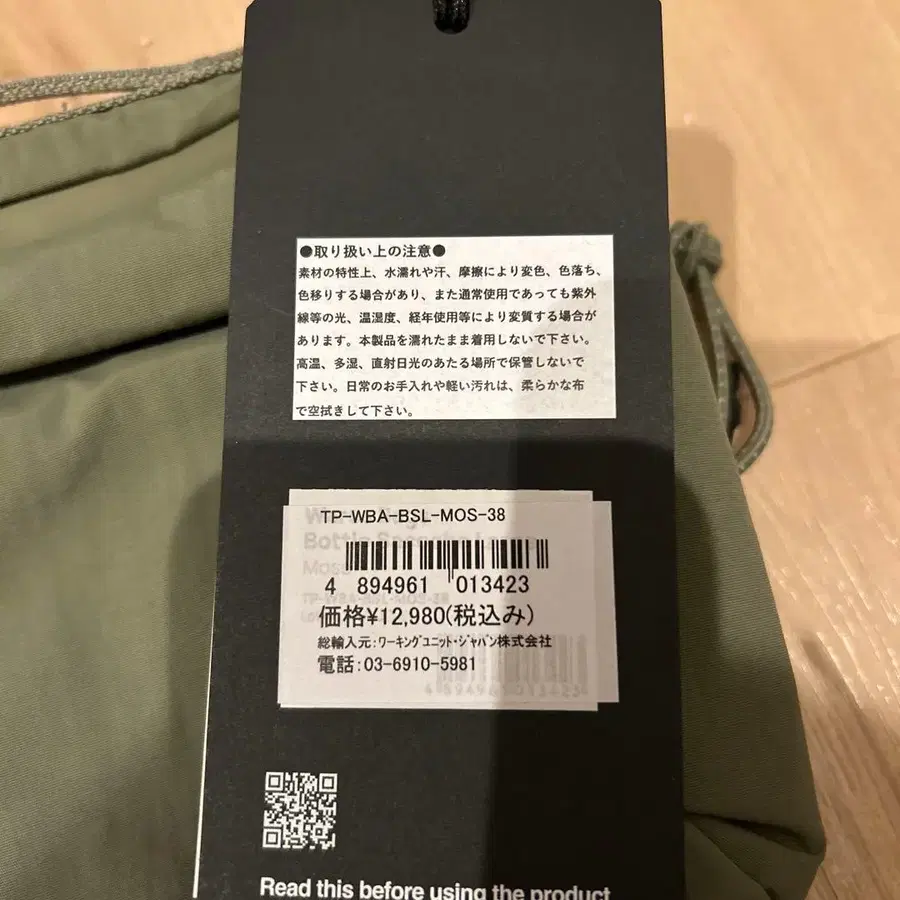 ●取り扱い上の注意●
素材の特性上、水濡れや汗、摩擦により変色、色落ち、
色移りする場合があり、また通常使用であっても紫外
線等の光、温湿度、経年使用等により変質する場合が
あります。本製品を濡れたまま着用しないで下さい。
高温、多湿、直射日光のあたる場所で保管しないで
下さい。日常のお手入れや軽い汚れは、柔らかな布
で空拭きして下さい。
TP-WBA-BSL-MOS-38
Bottle
4 894961 013423
TP-WBA-BSL-MOS-38
価格¥12,980(税込み)
総輸入元:ワーキングユニット・ジャパン株式会社
電話:03-6910-5981
4 894961 013423
Read this before using the product